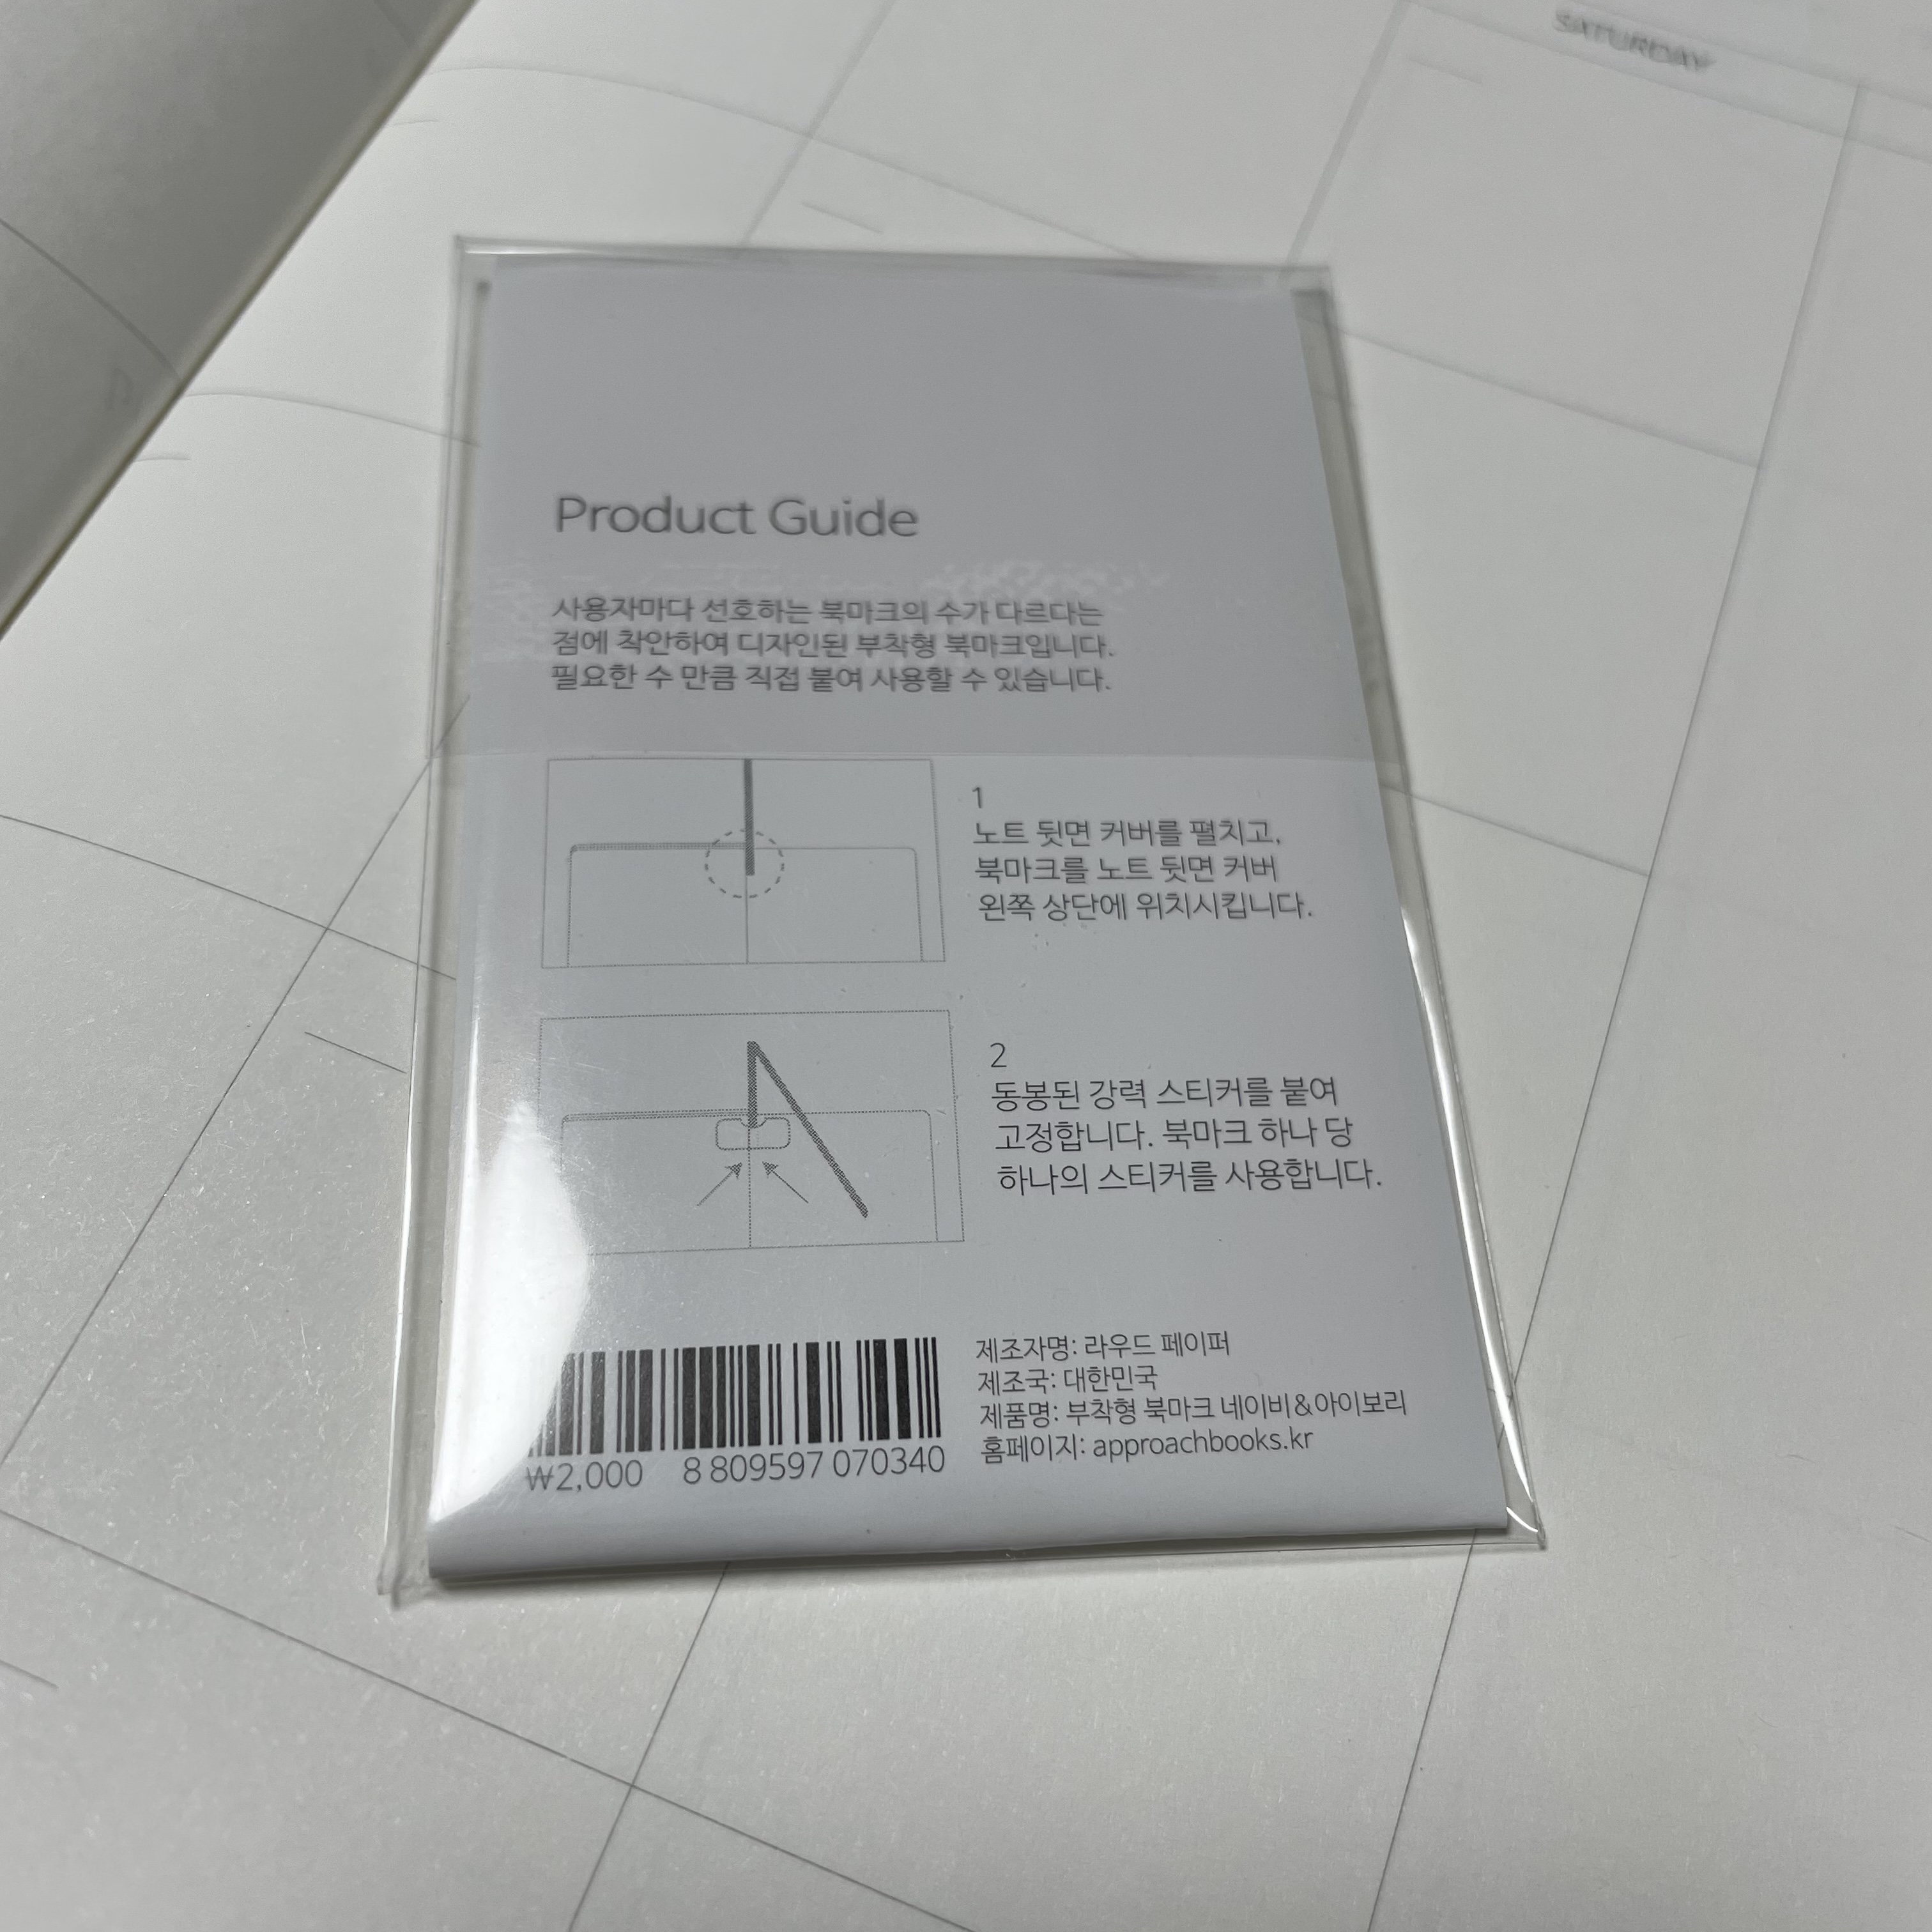 SATURDAY
Product Guide
사용자마다 선호하는 북마크의 수가 다르다는
점에 착안하여 디자인된 부착형 북마크입니다.
필요한 수 만큼 직접 붙여 사용할 수 있습니다.
1
노트 뒷면 커버를 펼치고,
북마크를 노트 뒷면 커버
왼쪽 상단에 위치시킵니다.
2
동봉된 강력 스티커를 붙여
고정합니다. 북마크 하나 당
하나의 스티커를 사용합니다.
₩2,000 8 809597 070340
제조자명: 라우드 페이퍼
제조국: 대한민국
제품명: 부착형 북마크 네이비&아이보리
홈페이지: approachbooks.kr